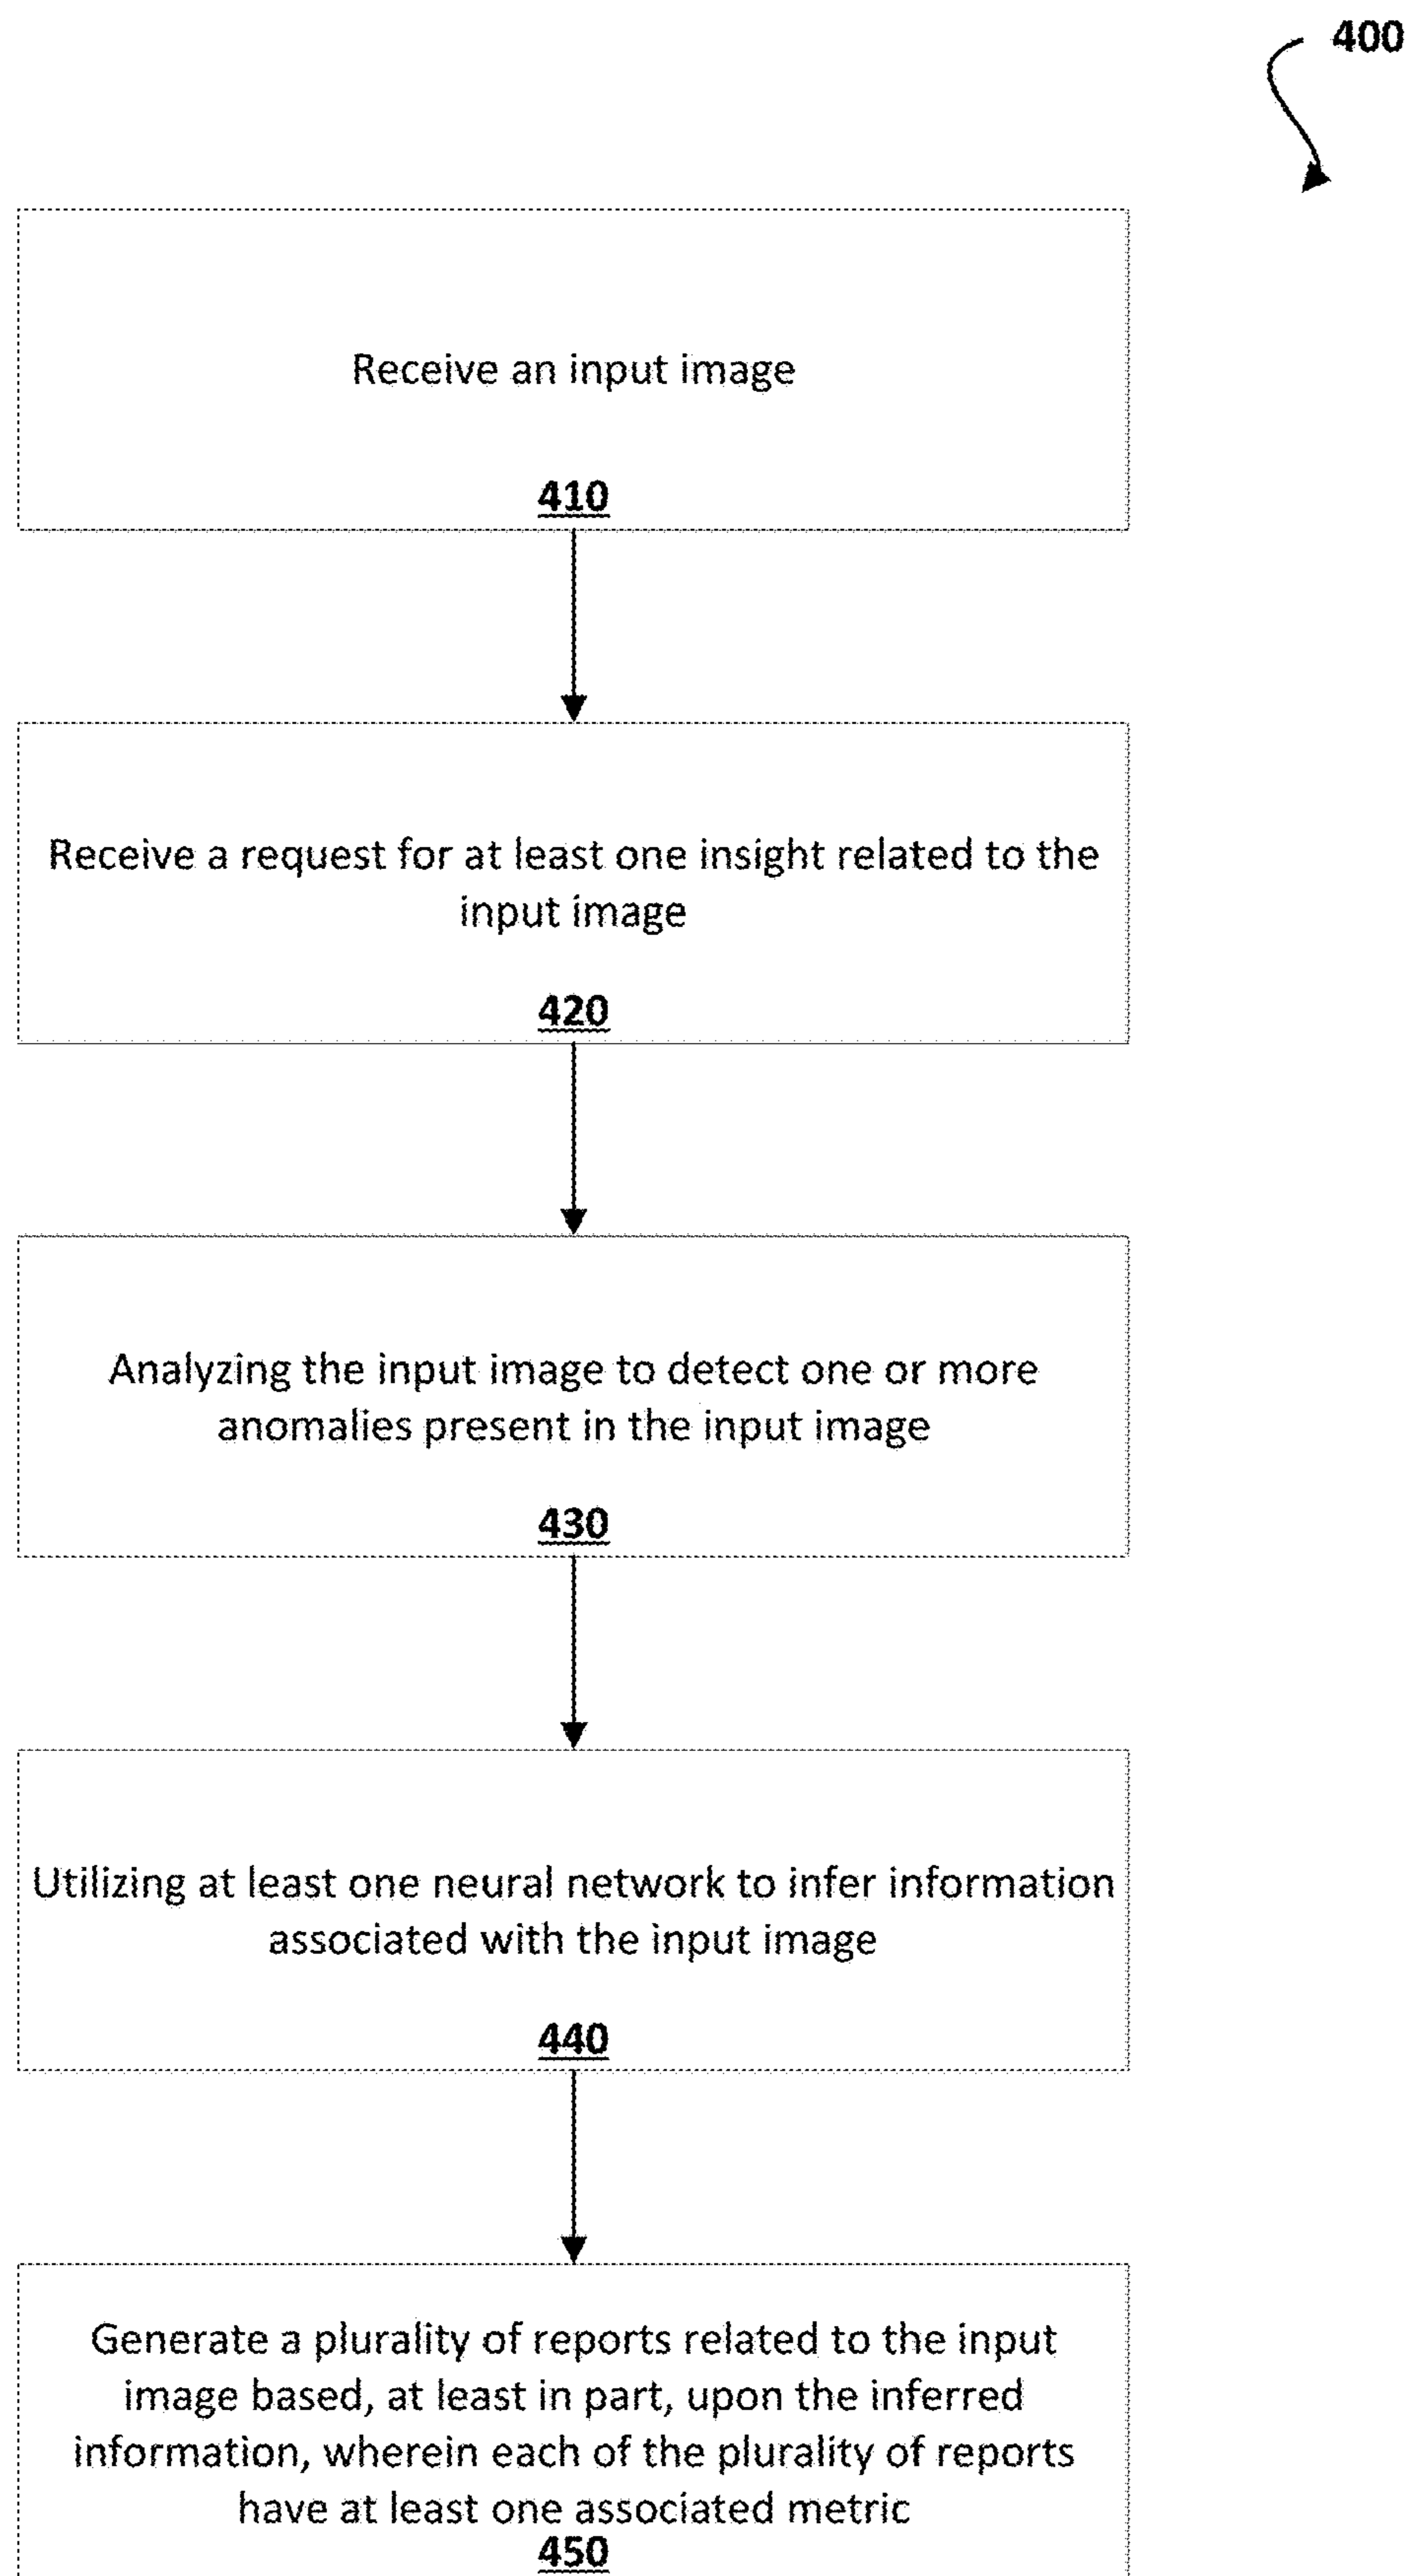 400
Receive an input image
410
Receive a request for at least one insight related to the
input image
420
Analyzing the input image to detect one or more
anomalies present in the input image
430
Utilizing at least one neural network to infer information
associated with the input image
440
Generate a plurality of reports related to the input
image based, at least in part, upon the inferred
information, wherein each of the plurality of reports
have at least one associated metric
450